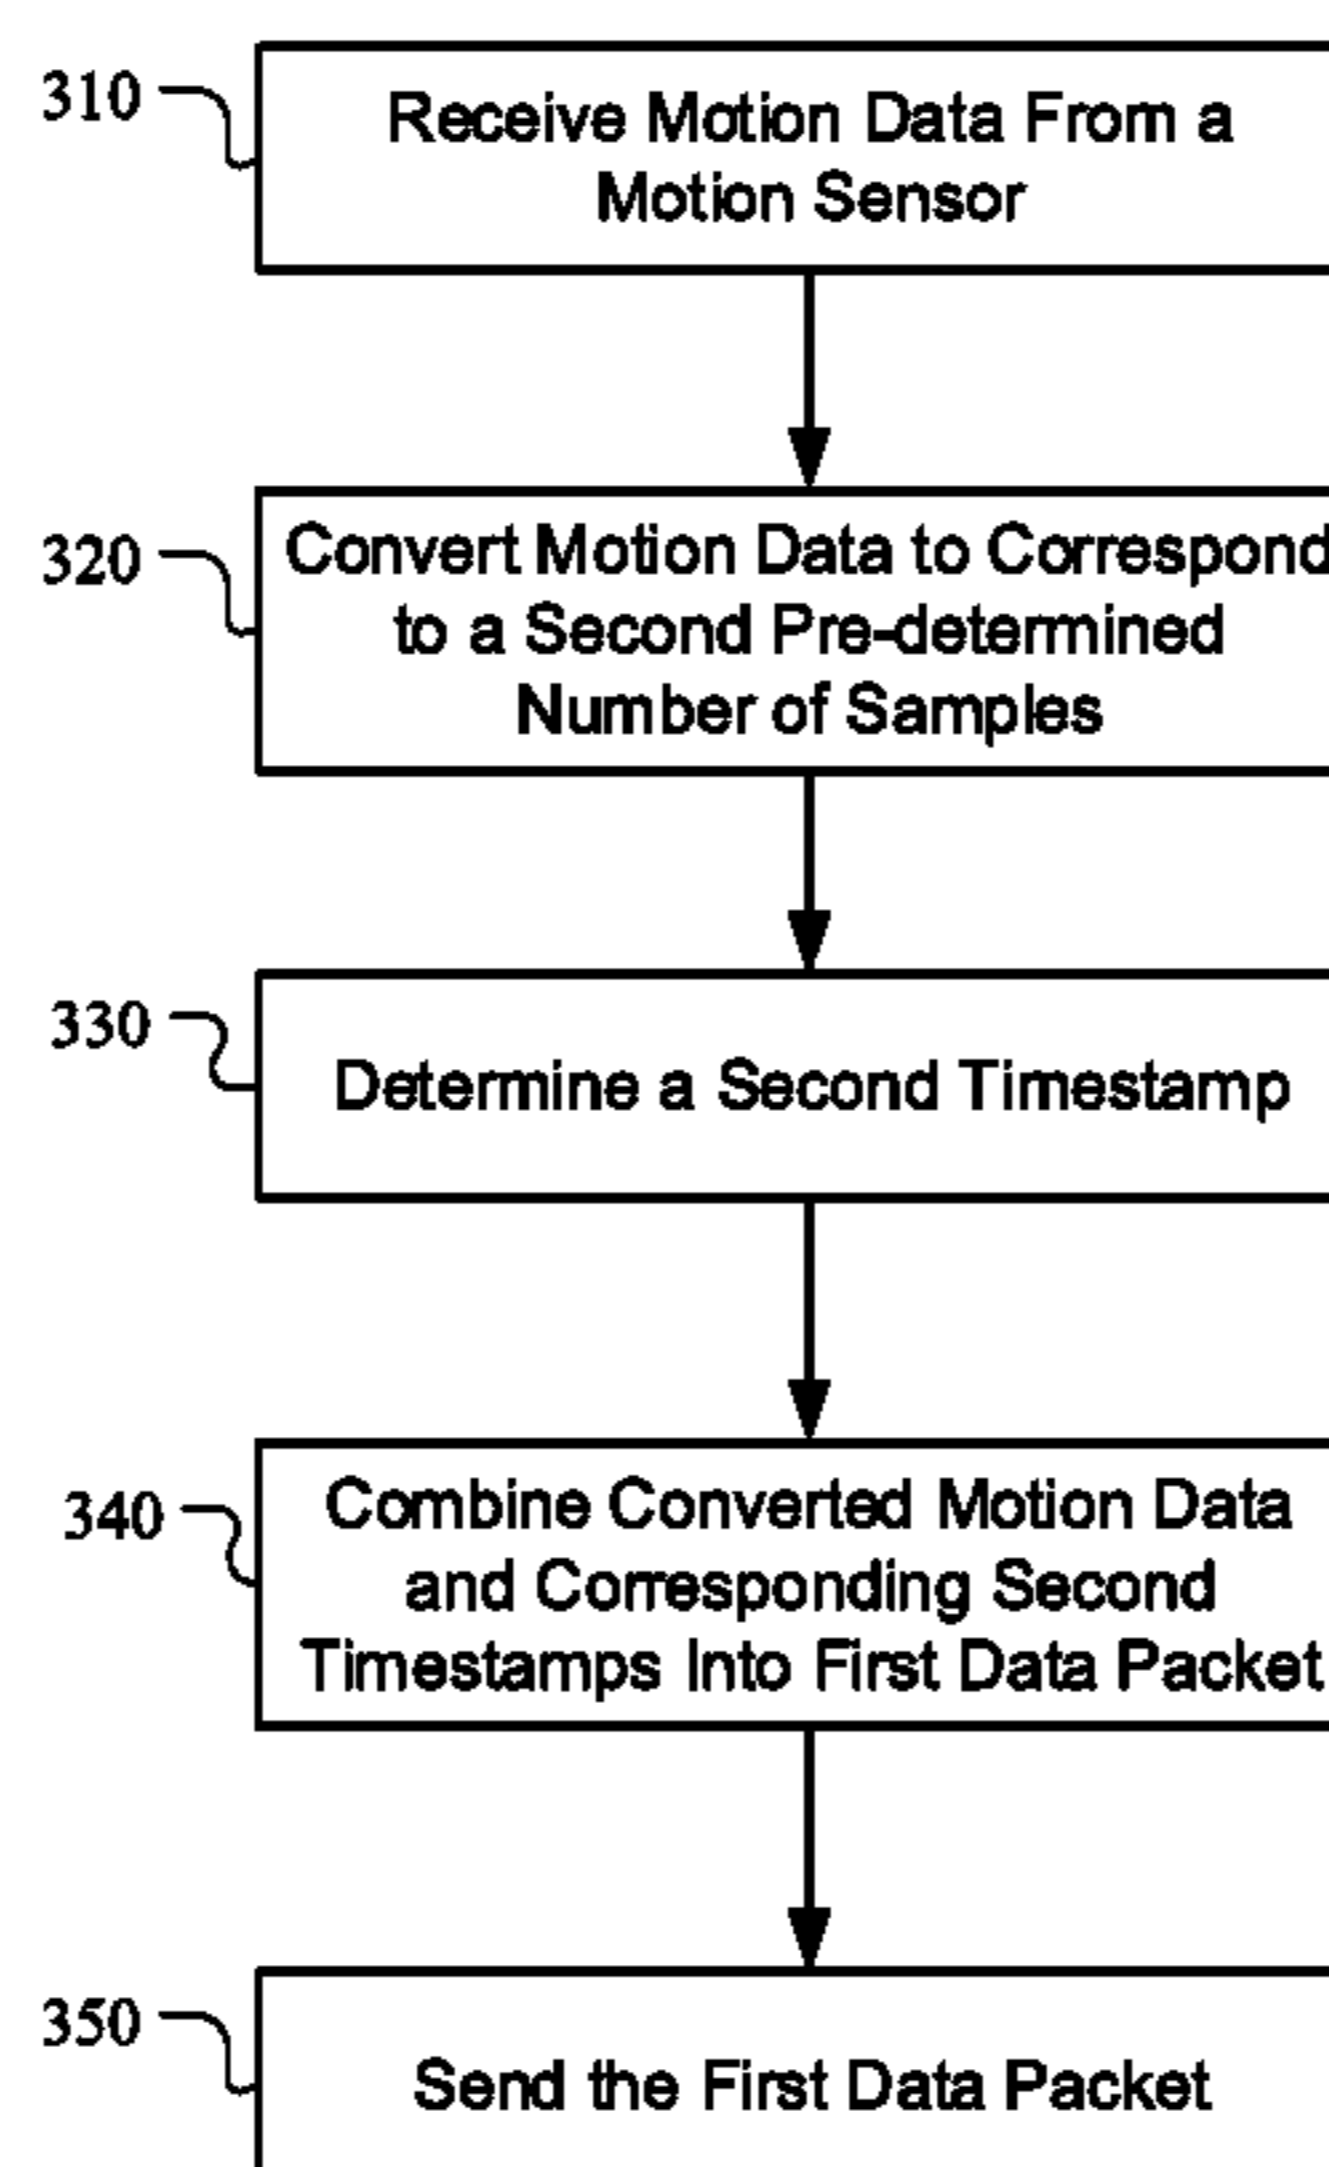 310
Receive Motion Data From a
Motion Sensor
320
Convert Motion Data to Correspond
to a Second Pre-determined
Number of Samples
330
Determine a Second Timestamp
340
Combine Converted Motion Data
and Corresponding Second
Timestamps Into First Data Packet
350
Send the First Data Packet